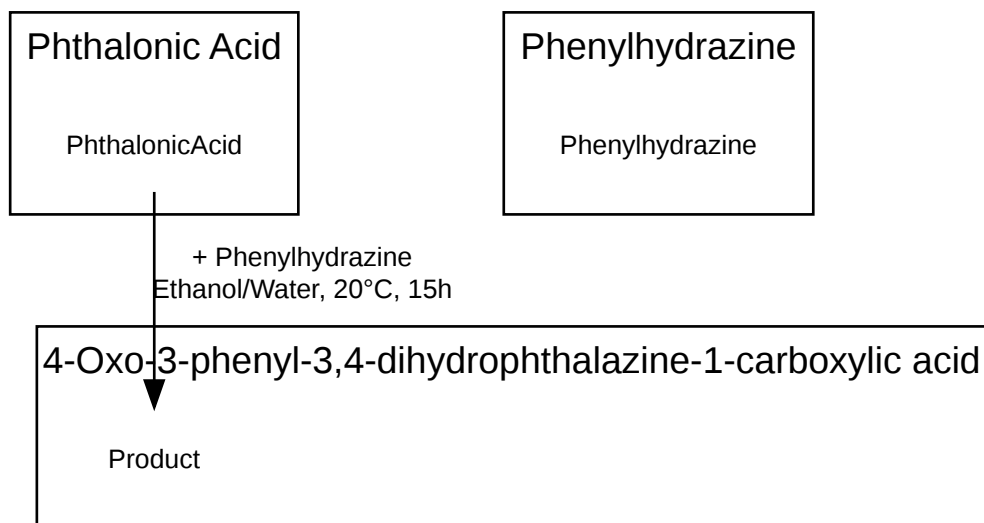 Phthalonic Acid
Phenylhydrazine
PhthalonicAcid
Phenylhydrazine
+ Phenylhydrazine
Ethanol/Water, 20°C, 15h
4-Oxo-3-phenyl-3,4-dihydrophthalazine-1-carboxylic acid
Product